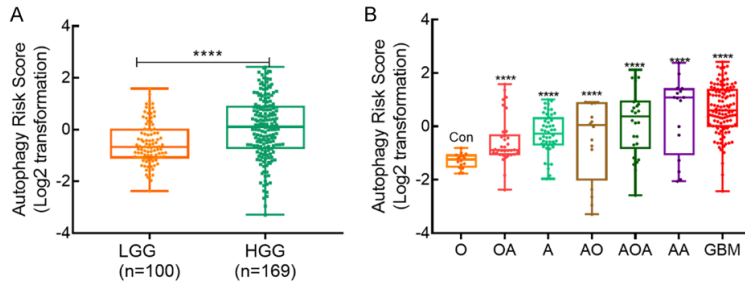 A
Autophagy Risk Score
(Log2 transformation)
4
2
0
-2
-4
****
LGG
(n=100)
HGG
(n=169)
B
Autophagy Risk Score
(Log2 transformation)
4
2
0
-2
-4
Con
****
****
****
****
****
****
O
OA
A
AO
AOA
AA
GBM